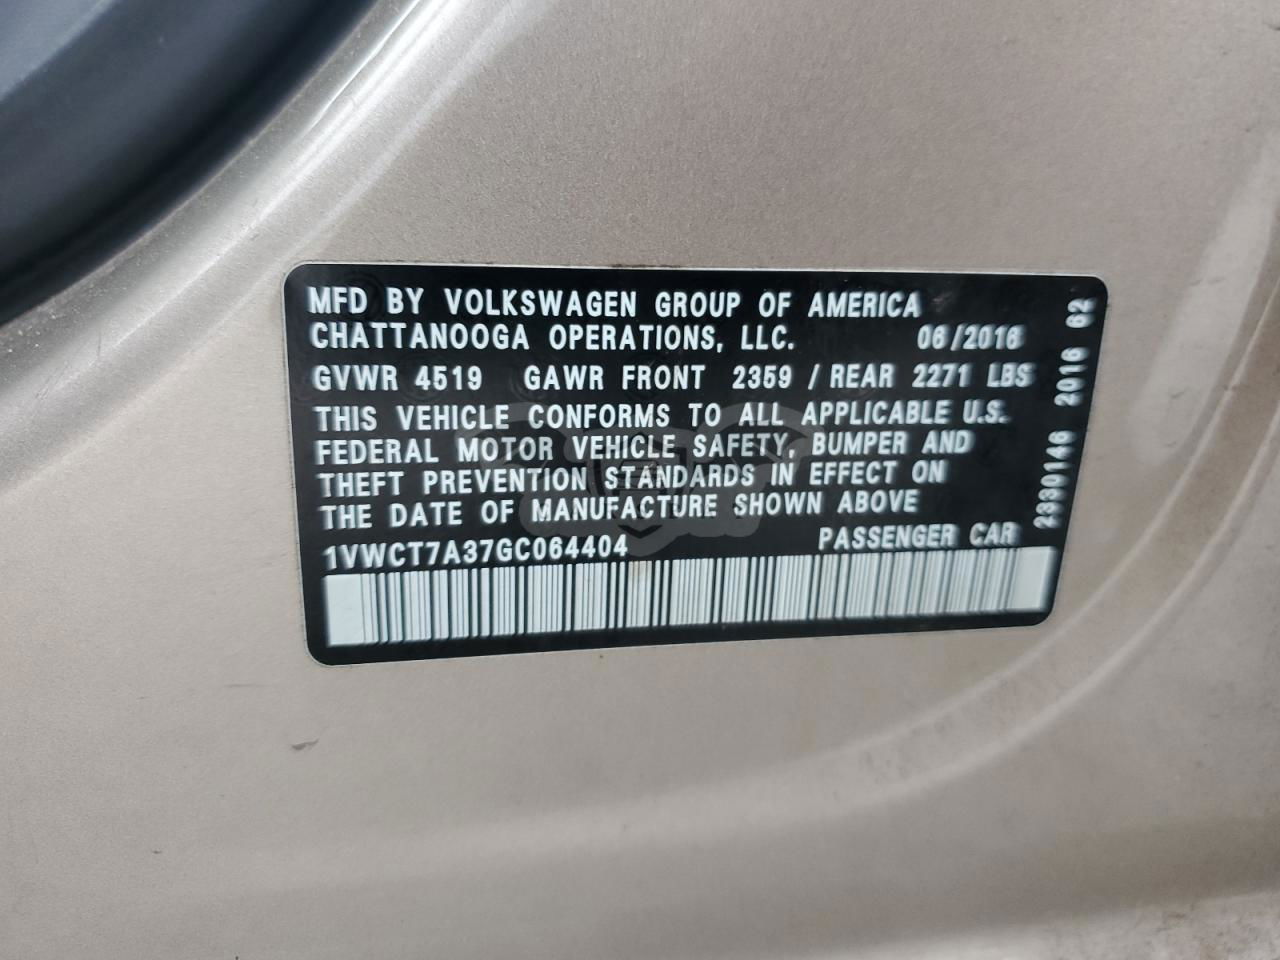 MFD BY VOLKSWAGEN GROUP OF AMERICA
CHATTANOOGA OPERATIONS, LLC. 06/2016
GVWR 4519 GAWR FRONT 2359 / REAR 2271 LBS
THIS VEHICLE CONFORMS TO ALL APPLICABLE U.S.
FEDERAL MOTOR VEHICLE SAFETY, BUMPER AND
THEFT PREVENTION STANDARDS IN EFFECT ON
THE DATE OF MANUFACTURE SHOWN ABOVE
1VWCT7A37GC064404 PASSENGER CAR
2330146 2016 62